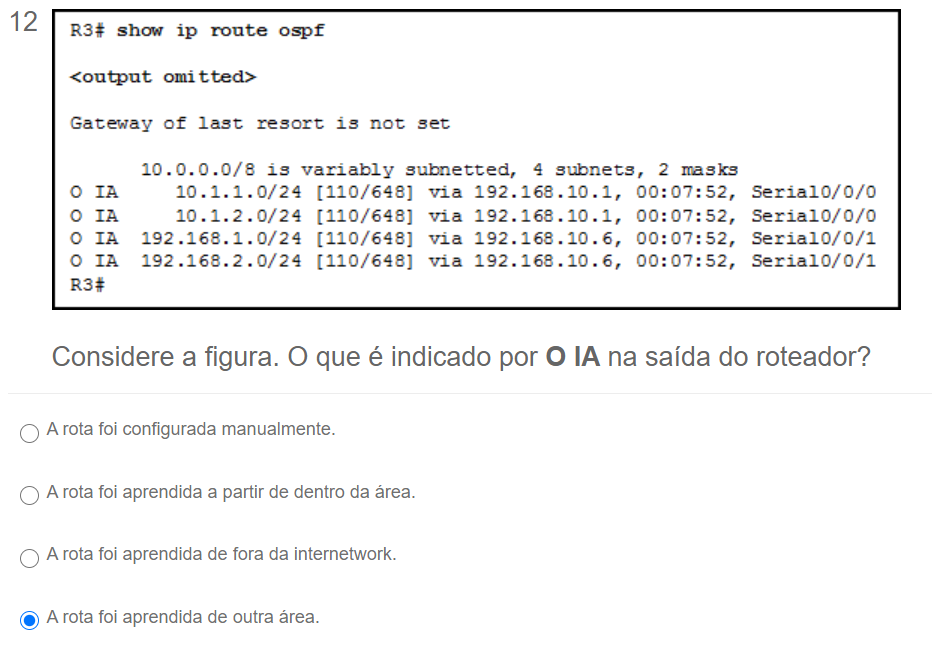 12
R3# show ip route ospf
<output omitted>
Gateway of last resort is not set
10.0.0.0/8 is variably subnetted, 4 subnets, 2 masks
O IA 10.1.1.0/24 [110/648] via 192.168.10.1, 00:07:52, Serial0/0/0
O IA 10.1.2.0/24 [110/648] via 192.168.10.1, 00:07:52, Serial0/0/0
O IA 192.168.1.0/24 [110/648] via 192.168.10.6, 00:07:52, Serial0/0/1
O IA 192.168.2.0/24 [110/648] via 192.168.10.6, 00:07:52, Serial0/0/1
R3#
Considere a figura. O que é indicado por O IA na saída do roteador?
A rota foi configurada manualmente.
A rota foi aprendida a partir de dentro da área.
A rota foi aprendida de fora da internetwork.
A rota foi aprendida de outra área.